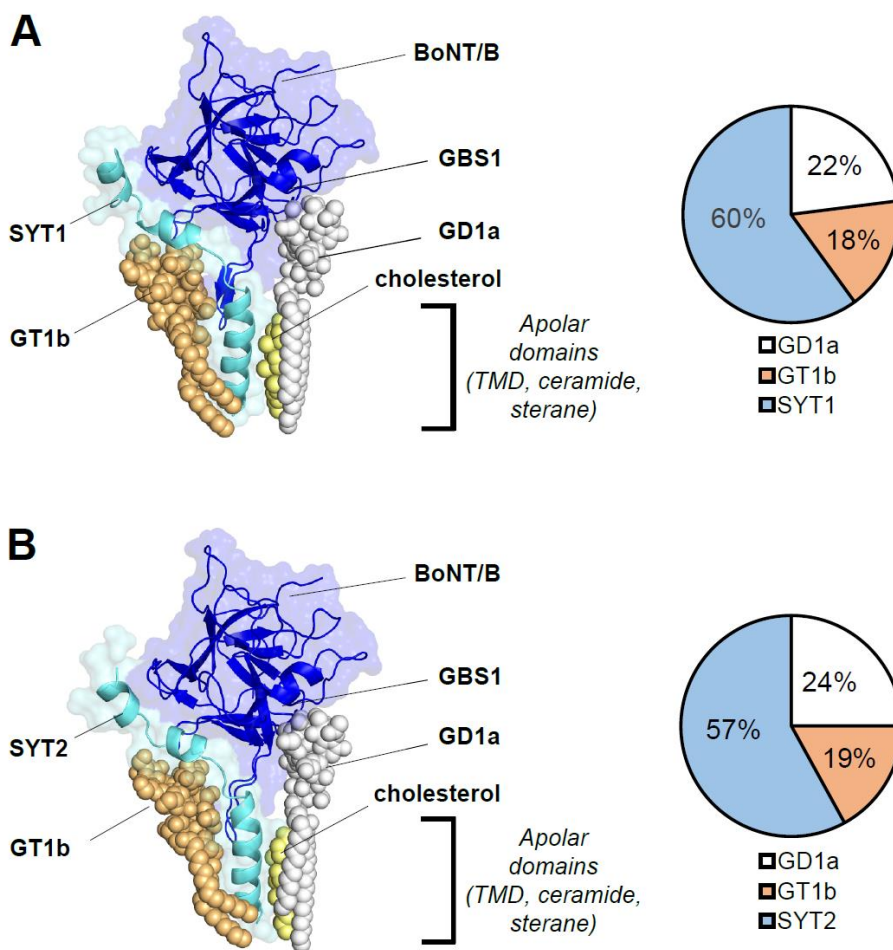 A
BoNT/B
GBS1
SYT1
GD1a
cholesterol
GT1b
Apolar
domains
(TMD, ceramide,
sterane)
22%
60%
18%
GD1a
GT1b
SYT1
B
BoNT/B
GBS1
SYT2
GD1a
cholesterol
GT1b
Apolar
domains
(TMD, ceramide,
sterane)
24%
57%
19%
GD1a
GT1b
SYT2